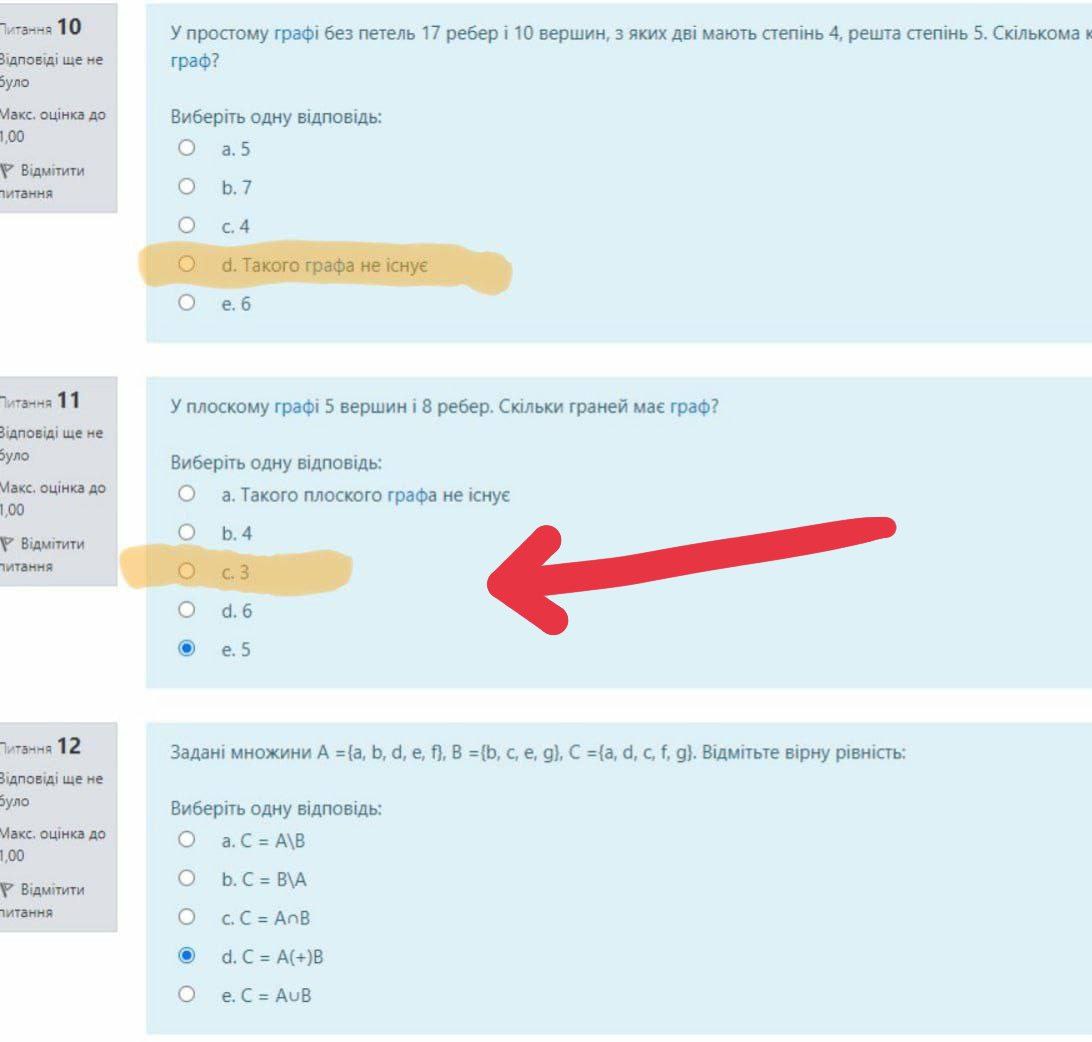 Питання 10
Відповіді ще не
було
Макс. оцінка до
1,00
Відмітити
питання
У простому графі без петель 17 ребер і 10 вершин, з яких дві мають степінь 4, решта степінь 5. Скількома к
граф?
Виберіть одну відповідь:
a. 5
b. 7
c. 4
d. Такого графа не існує
e. 6
Питання 11
Відповіді ще не
було
Макс. оцінка до
1,00
Відмітити
питання
У плоскому графі 5 вершин і 8 ребер. Скільки граней має граф?
Виберіть одну відповідь:
a. Такого плоского графа не існує
b. 4
c. 3
d. 6
e. 5
Питання 12
Відповіді ще не
було
Макс. оцінка до
1,00
Відмітити
питання
Задані множини A ={a, b, d, e, f}, B ={b, c, e, g}, C ={a, d, c, f, g}. Відмітьте вірну рівність:
Виберіть одну відповідь:
a. C = A\B
b. C = B\A
c. C = A∩B
d. C = A(+)B
e. C = A∪B